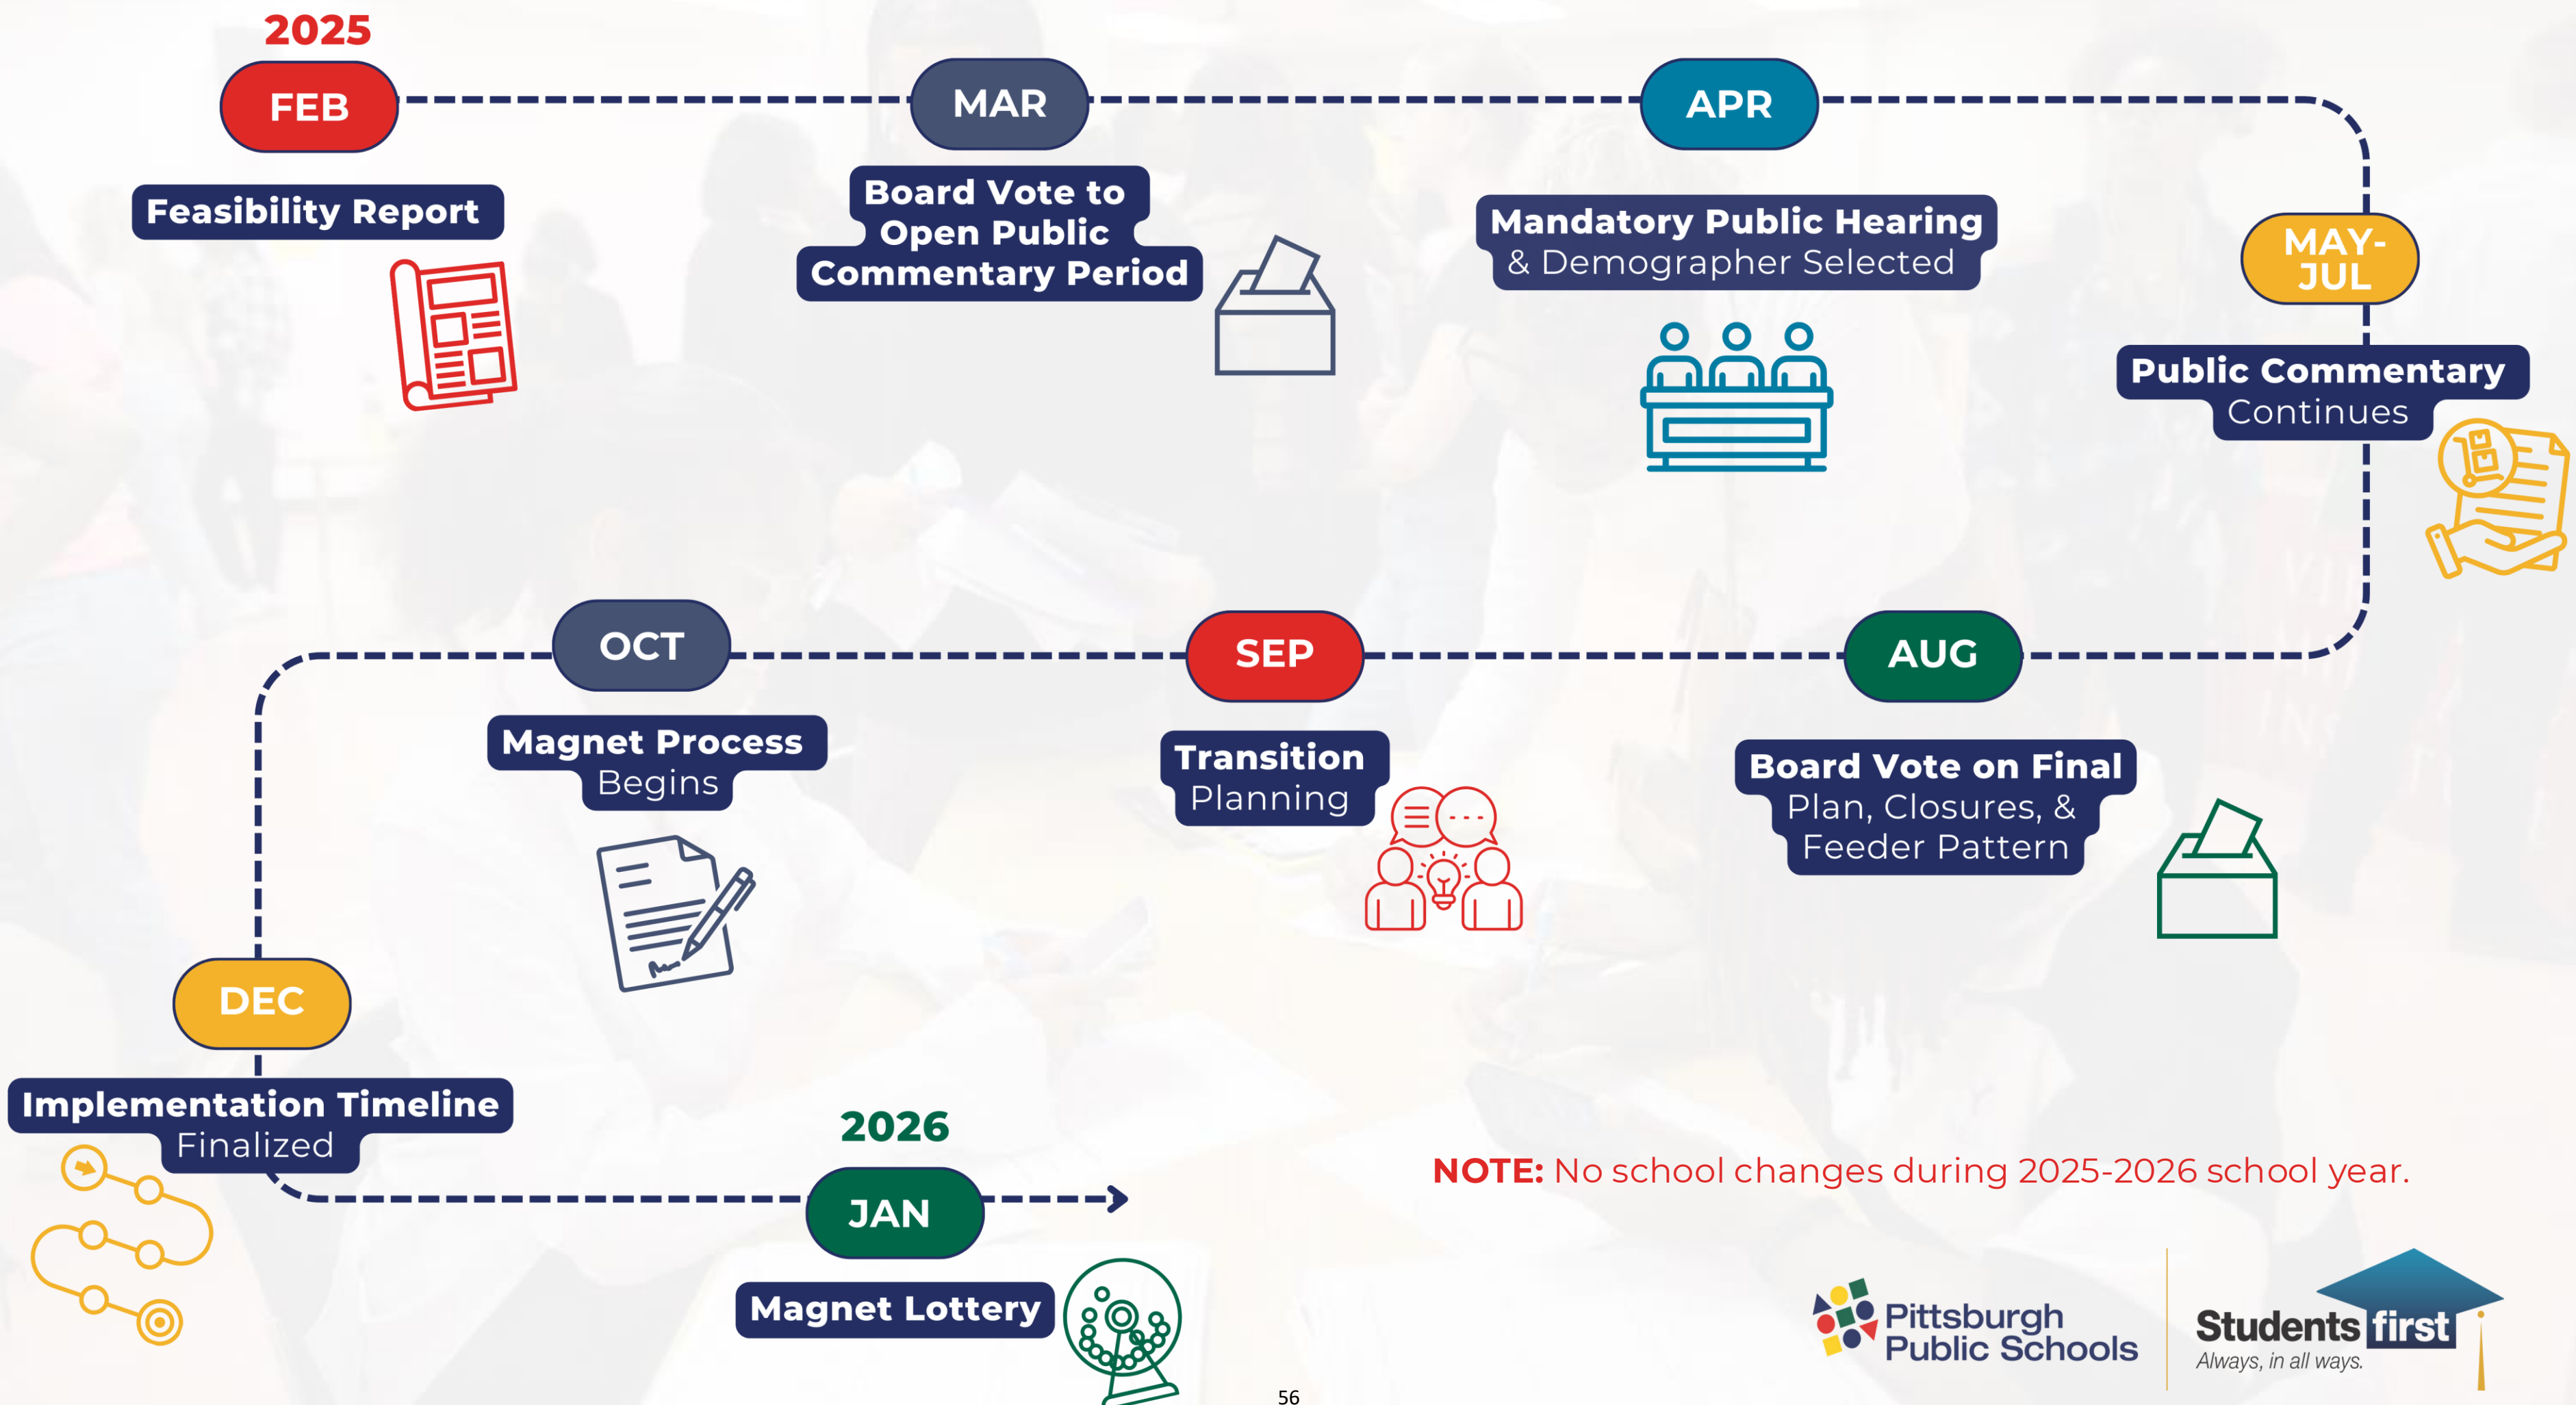 2025
FEB
Feasibility Report
MAR
Board Vote to
Open Public
Commentary Period
APR
Mandatory Public Hearing
& Demographer Selected
MAY-
JUL
Public Commentary
Continues
AUG
Board Vote on Final
Plan, Closures, &
Feeder Pattern
SEP
Transition
Planning
OCT
Magnet Process
Begins
DEC
Implementation Timeline
Finalized
2026
JAN
Magnet Lottery
NOTE: No school changes during 2025-2026 school year.
Pittsburgh
Public Schools
Students first
Always, in all ways.
56